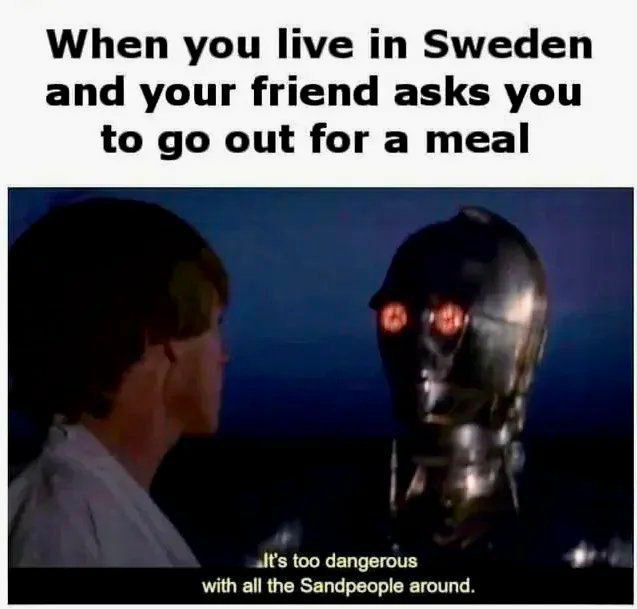 When you live in Sweden
and your friend asks you
to go out for a meal
It's too dangerous
with all the Sandpeople around.